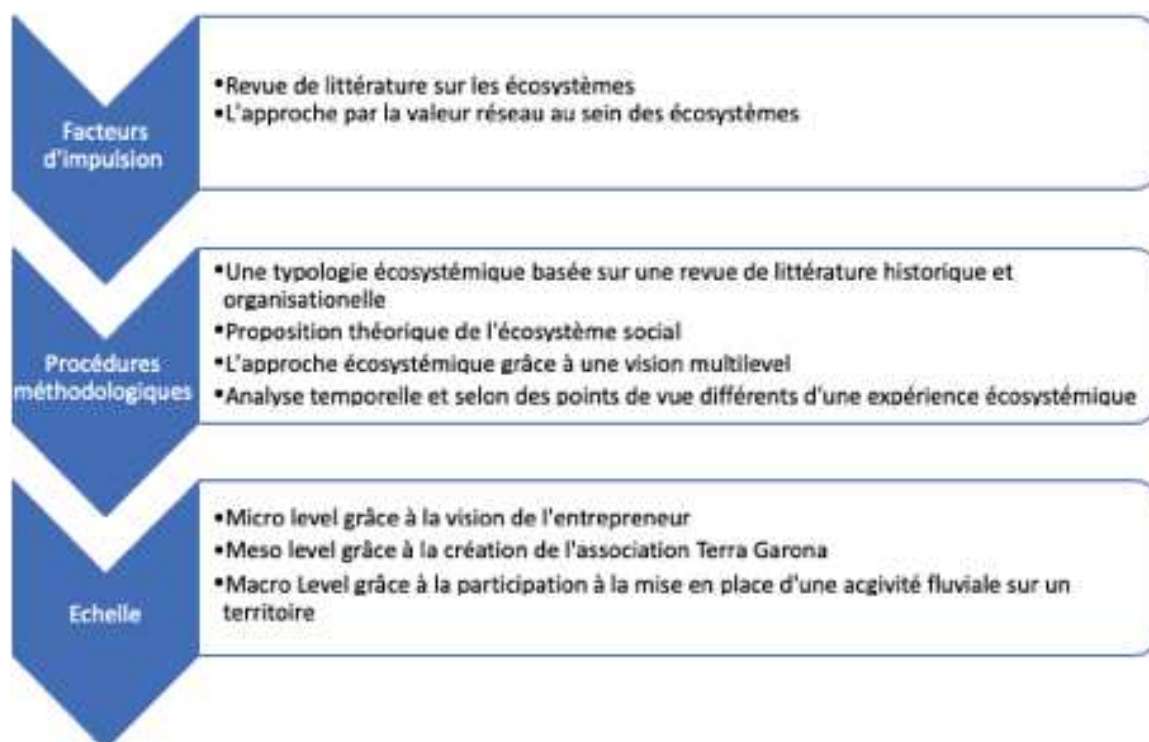 Facteurs
d'impulsion
•Revue de littérature sur les écosystèmes
•L'approche par la valeur réseau au sein des écosystèmes
Procédures
méthodologiques
•Une typologie écosystémique basée sur une revue de littérature historique et
organisationelle
•Proposition théorique de l'écosystème social
•L'approche écosystémique grâce à une vision multilevel
•Analyse temporelle et selon des points de vue différents d'une expérience écosystémique
Echelle
•Micro level grâce à la vision de l'entrepreneur
•Meso level grâce à la création de l'association Terra Garona
•Macro Level grâce à la participation à la mise en place d'une acgivité fluviale sur un
territoire